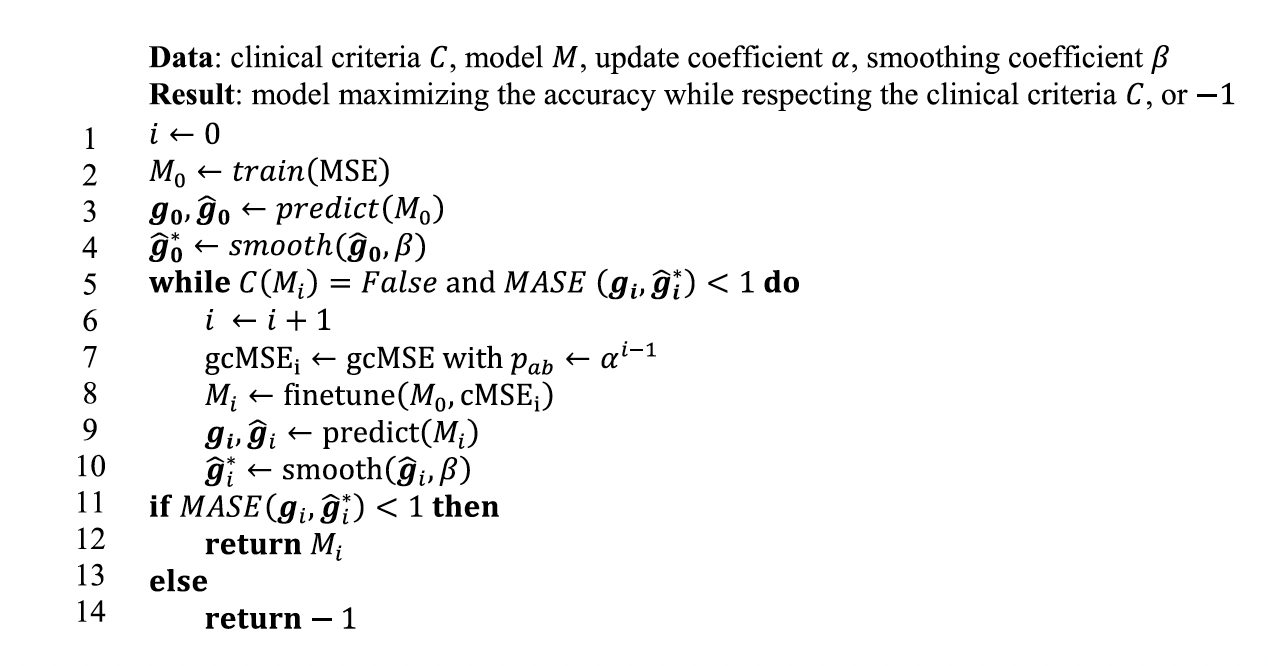 Data: clinical criteria C, model M, update coefficient α, smoothing coefficient β
Result: model maximizing the accuracy while respecting the clinical criteria C, or −1
1 i ← 0
2 M₀ ← train(MSE)
3 g₀, ĝ₀ ← predict(M₀)
4 ĝ₀* ← smooth(ĝ₀, β)
5 while C(Mᵢ) = False and MASE (gᵢ, ĝᵢ*) < 1 do
6 i ← i + 1
7 gcMSEᵢ ← gcMSE with p_ab ← α^{i−1}
8 Mᵢ ← finetune(M₀, cMSEᵢ)
9 gᵢ, ĝᵢ ← predict(Mᵢ)
10 ĝᵢ* ← smooth(ĝᵢ, β)
11 if MASE(gᵢ, ĝᵢ*) < 1 then
12 return Mᵢ
13 else
14 return − 1